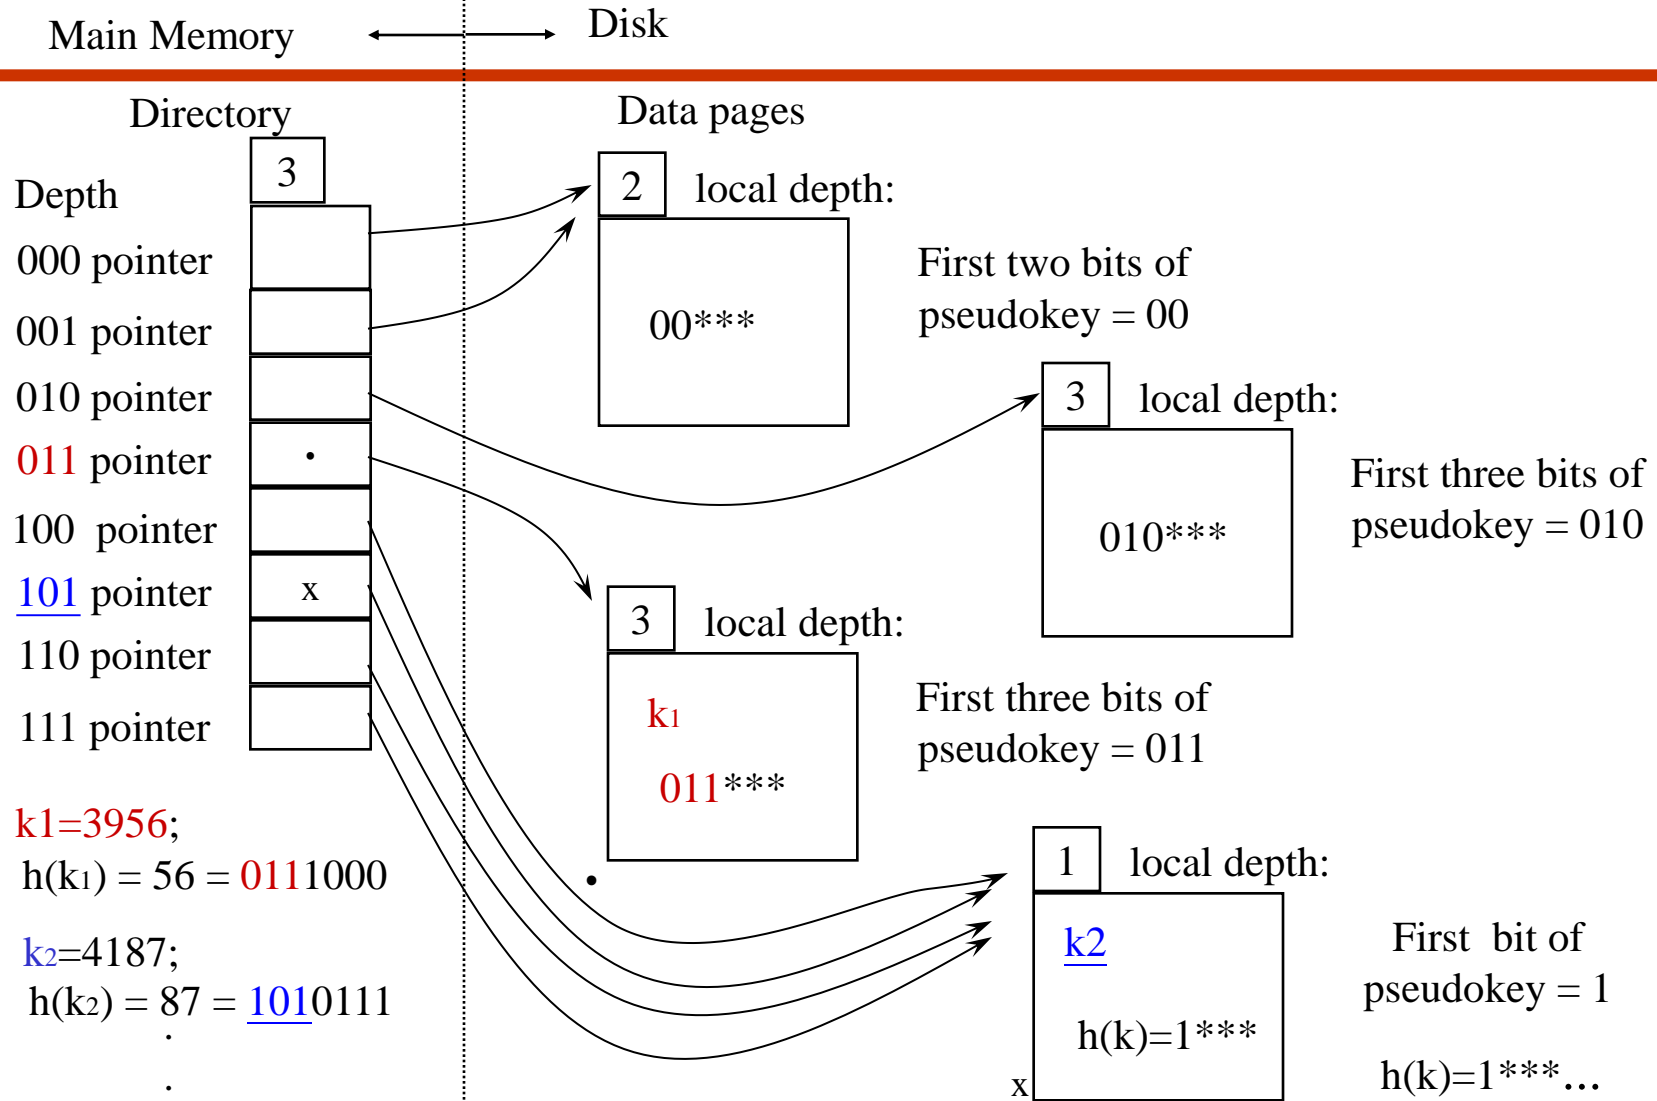 Main Memory
Disk
Directory
Data pages
3
Depth
000 pointer
001 pointer
010 pointer
011 pointer
·
100 pointer
101 pointer
x
110 pointer
111 pointer
2
local depth:
00***
First two bits of
pseudokey = 00
3
local depth:
010***
First three bits of
pseudokey = 010
3
local depth:
k1
011***
First three bits of
pseudokey = 011
k1=3956;
h(k1) = 56 = 0111000
k2=4187;
h(k2) = 87 = 1010111
.
.
1
local depth:
k2
h(k)=1***
x
First bit of
pseudokey = 1
h(k)=1***...